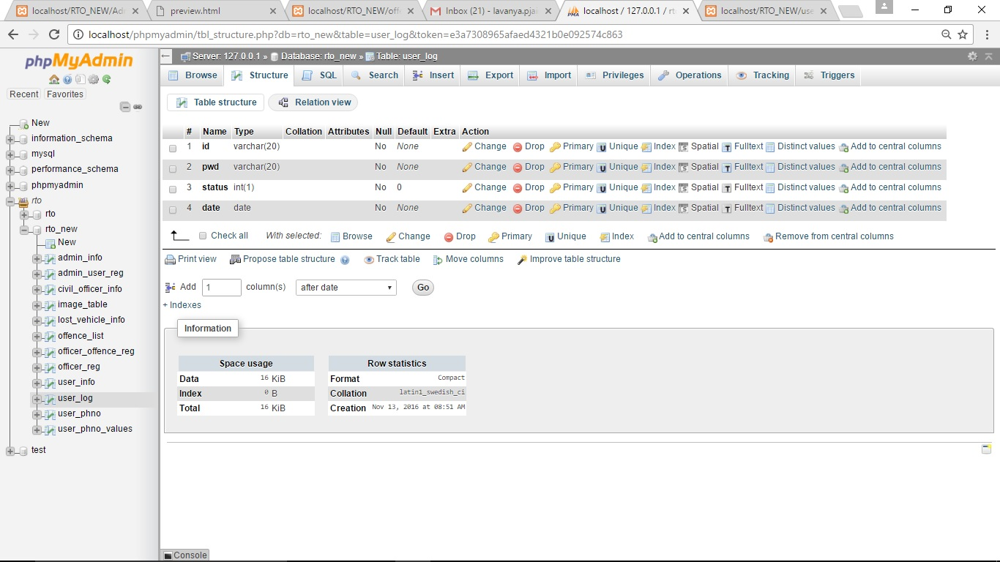 localhost/RTO_NEW/Ad
preview.html
localhost/RTO_NEW/off
Inbox (21) - lavanya.pja
localhost / 127.0.0.1 / rt
localhost/RTO_NEW/use
localhost/phpmyadmin/tbl_structure.php?db=rto_new&table=user_log&token=e3a7308965afaed4321b0e092574c863
phpMyAdmin
Recent Favorites
New
information_schema
mysql
performance_schema
phpmyadmin
rto
rto
rto_new
New
admin_info
admin_user_reg
civil_officer_info
image_table
lost_vehicle_info
offence_list
officer_offence_reg
officer_reg
user_info
user_log
user_phno
user_phno_values
test
Server: 127.0.0.1 » Database: rto_new » Table: user_log
Browse Structure SQL Search Insert Export Import Privileges Operations Tracking Triggers
Table structure Relation view
# Name Type Collation Attributes Null Default Extra Action
1 id varchar(20) No None Change Drop Primary Unique Index Spatial Fulltext Distinct values Add to central columns
2 pwd varchar(20) No None Change Drop Primary Unique Index Spatial Fulltext Distinct values Add to central columns
3 status int(1) No 0 Change Drop Primary Unique Index Spatial Fulltext Distinct values Add to central columns
4 date date No None Change Drop Primary Unique Index Spatial Fulltext Distinct values Add to central columns
Check all With selected: Browse Change Drop Primary Unique Index Add to central columns Remove from central columns
Print view Propose table structure Track table Move columns Improve table structure
Add 1 column(s) after date Go
+ Indexes
Information
Space usage
Data 16 KiB
Index 0 B
Total 16 KiB
Row statistics
Format Compact
Collation latin1_swedish_ci
Creation Nov 13, 2016 at 08:51 AM
Console